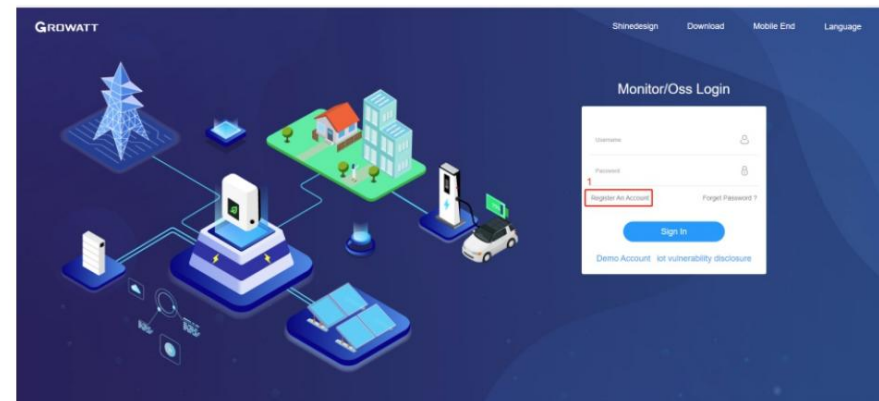 GROWATT
Shinedesign Download Mobile End Language
Monitor/Oss Login
Username
Password
1
Register An Account Forget Password ?
Sign In
Demo Account iot vulnerability disclosure